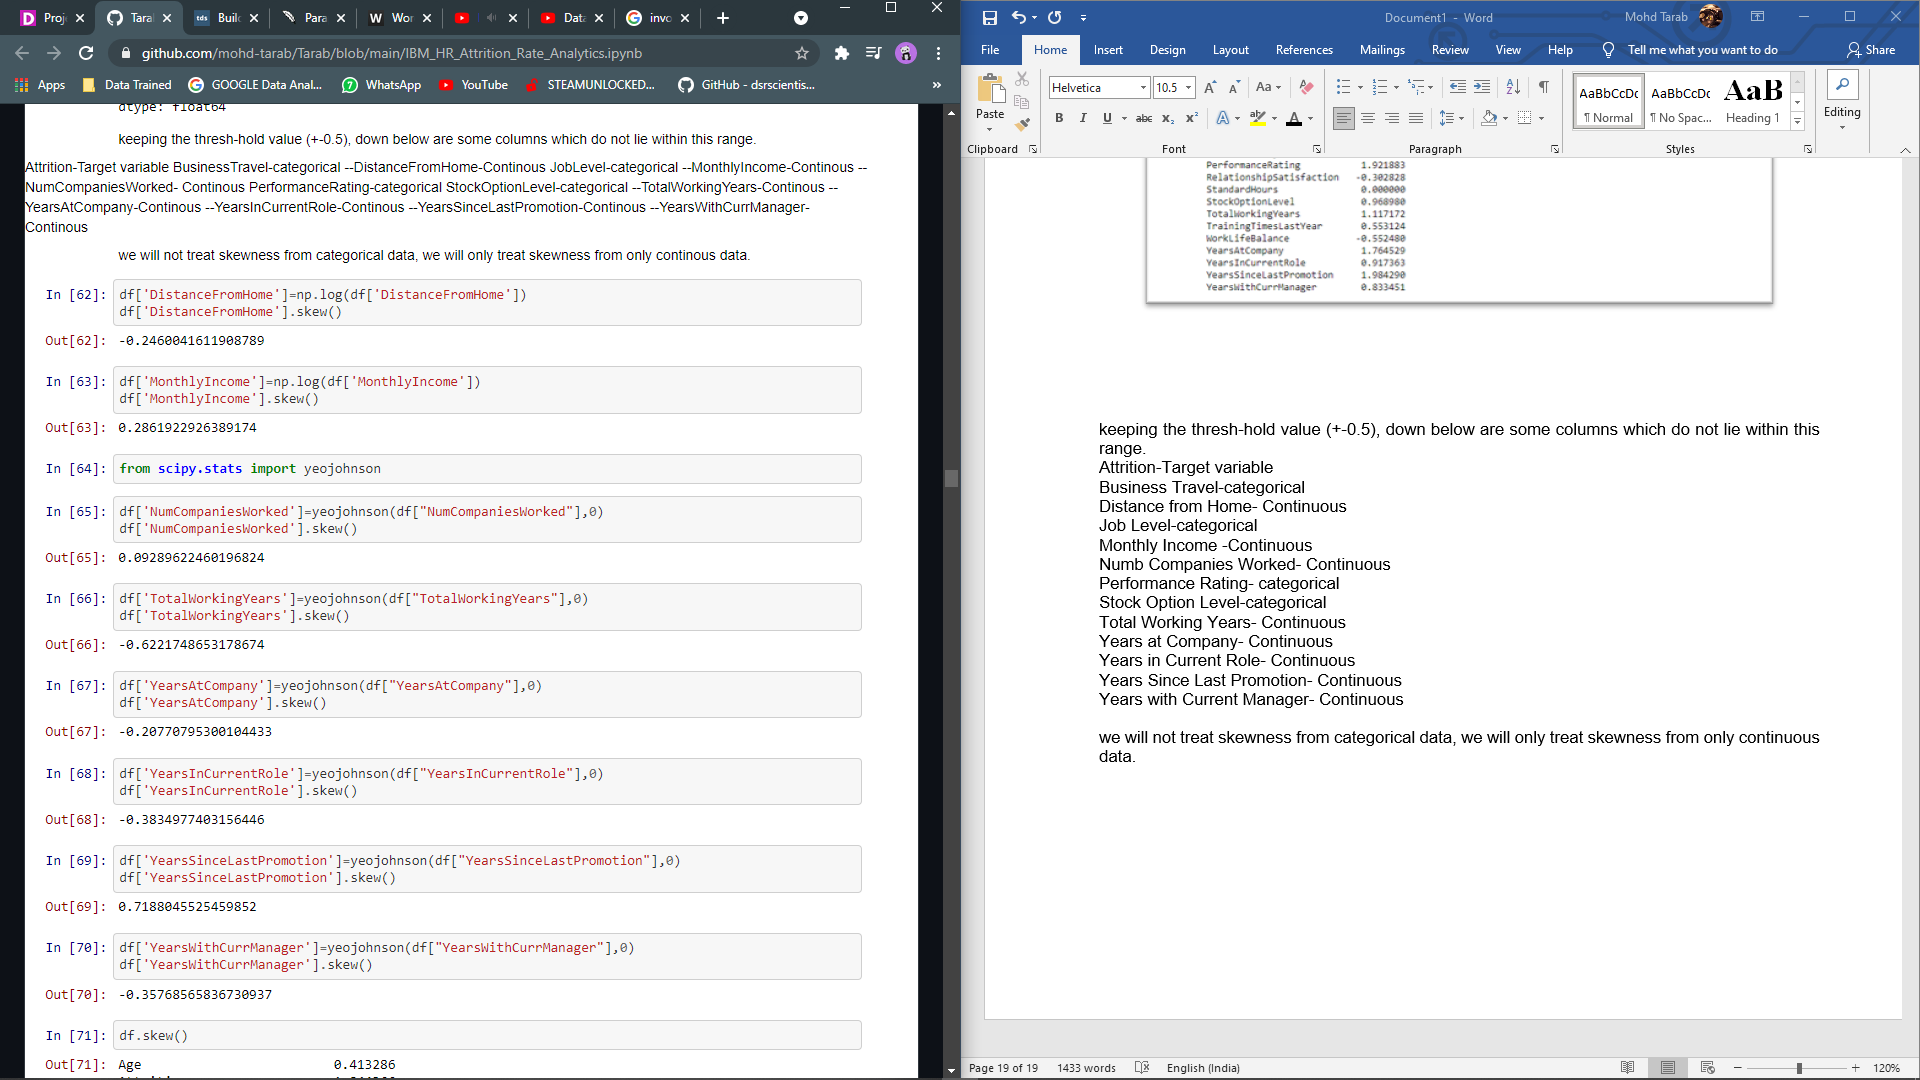 Proj
Tara
Buil
Para
Wor
Data
invo
github.com/mohd-tarab/Tarab/blob/main/IBM_HR_Attrition_Rate_Analytics.ipynb
Apps Data Trained GOOGLE Data Anal... WhatsApp YouTube STEAMUNLOCKED... GitHub - dsrscientis... »
dtype: float64
keeping the thresh-hold value (+-0.5), down below are some columns which do not lie within this range.
Attrition-Target variable BusinessTravel-categorical --DistanceFromHome-Continous JobLevel-categorical --MonthlyIncome-Continous --
NumCompaniesWorked- Continous PerformanceRating-categorical StockOptionLevel-categorical --TotalWorkingYears-Continous --
YearsAtCompany-Continous --YearsInCurrentRole-Continous --YearsSinceLastPromotion-Continous --YearsWithCurrManager-
Continous
we will not treat skewness from categorical data, we will only treat skewness from only continous data.
In [62]: df['DistanceFromHome']=np.log(df['DistanceFromHome'])
df['DistanceFromHome'].skew()
Out[62]: -0.2460041611908789
In [63]: df['MonthlyIncome']=np.log(df['MonthlyIncome'])
df['MonthlyIncome'].skew()
Out[63]: 0.2861922926389174
In [64]: from scipy.stats import yeojohnson
In [65]: df['NumCompaniesWorked']=yeojohnson(df["NumCompaniesWorked"],0)
df['NumCompaniesWorked'].skew()
Out[65]: 0.09289622460196824
In [66]: df['TotalWorkingYears']=yeojohnson(df["TotalWorkingYears"],0)
df['TotalWorkingYears'].skew()
Out[66]: -0.6221748653178674
In [67]: df['YearsAtCompany']=yeojohnson(df["YearsAtCompany"],0)
df['YearsAtCompany'].skew()
Out[67]: -0.20770795300104433
In [68]: df['YearsInCurrentRole']=yeojohnson(df["YearsInCurrentRole"],0)
df['YearsInCurrentRole'].skew()
Out[68]: -0.3834977403156446
In [69]: df['YearsSinceLastPromotion']=yeojohnson(df["YearsSinceLastPromotion"],0)
df['YearsSinceLastPromotion'].skew()
Out[69]: 0.7188045525459852
In [70]: df['YearsWithCurrManager']=yeojohnson(df["YearsWithCurrManager"],0)
df['YearsWithCurrManager'].skew()
Out[70]: -0.35768565836730937
In [71]: df.skew()
Out[71]: Age 0.413286
Document1 - Word
Mohd Tarab
File Home Insert Design Layout References Mailings Review View Help Tell me what you want to do Share
Helvetica 10.5
Paste
AaBbCcDc AaBbCcDc AaB
¶ Normal ¶ No Spac... Heading 1
Editing
Clipboard Font Paragraph Styles
PerformanceRating 1.921883
RelationshipSatisfaction -0.302828
StandardHours 0.000000
StockOptionLevel 0.968980
TotalWorkingYears 1.117172
TrainingTimesLastYear 0.553124
WorkLifeBalance -0.552480
YearsAtCompany 1.764529
YearsInCurrentRole 0.917363
YearsSinceLastPromotion 1.984290
YearsWithCurrManager 0.833451
keeping the thresh-hold value (+-0.5), down below are some columns which do not lie within this
range.
Attrition-Target variable
Business Travel-categorical
Distance from Home- Continuous
Job Level-categorical
Monthly Income -Continuous
Numb Companies Worked- Continuous
Performance Rating- categorical
Stock Option Level-categorical
Total Working Years- Continuous
Years at Company- Continuous
Years in Current Role- Continuous
Years Since Last Promotion- Continuous
Years with Current Manager- Continuous
we will not treat skewness from categorical data, we will only treat skewness from only continuous
data.
Page 19 of 19 1433 words English (India) 120%